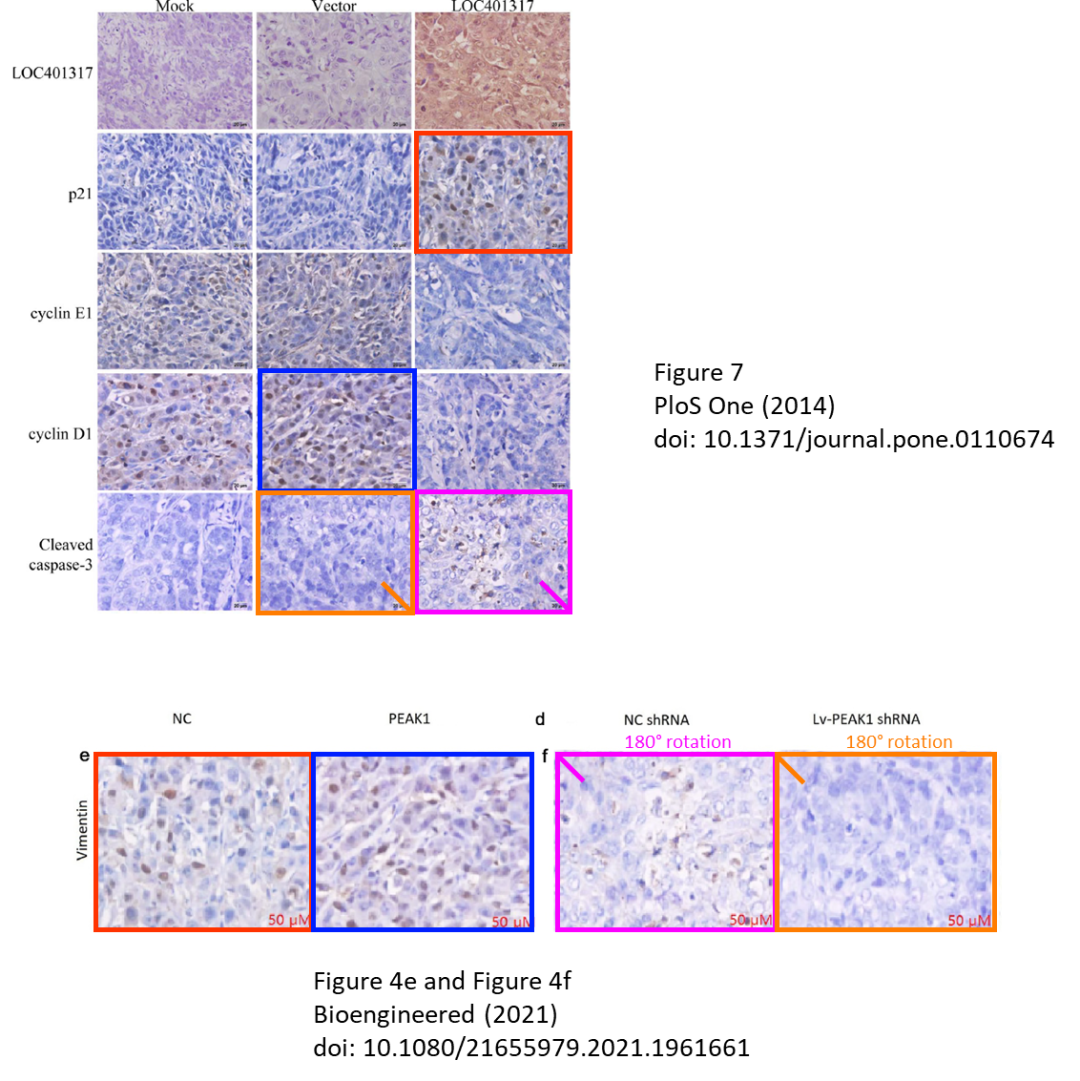 Mock Vector LOC401317
LOC401317
p21
cyclin E1
cyclin D1
Cleaved
caspase-3
Figure 7
PloS One (2014)
doi: 10.1371/journal.pone.0110674
NC PEAK1 d NC shRNA Lv-PEAK1 shRNA
180° rotation 180° rotation
e f
Vimentin
50 µM 50 µM 50 µM 50 µM
Figure 4e and Figure 4f
Bioengineered (2021)
doi: 10.1080/21655979.2021.1961661